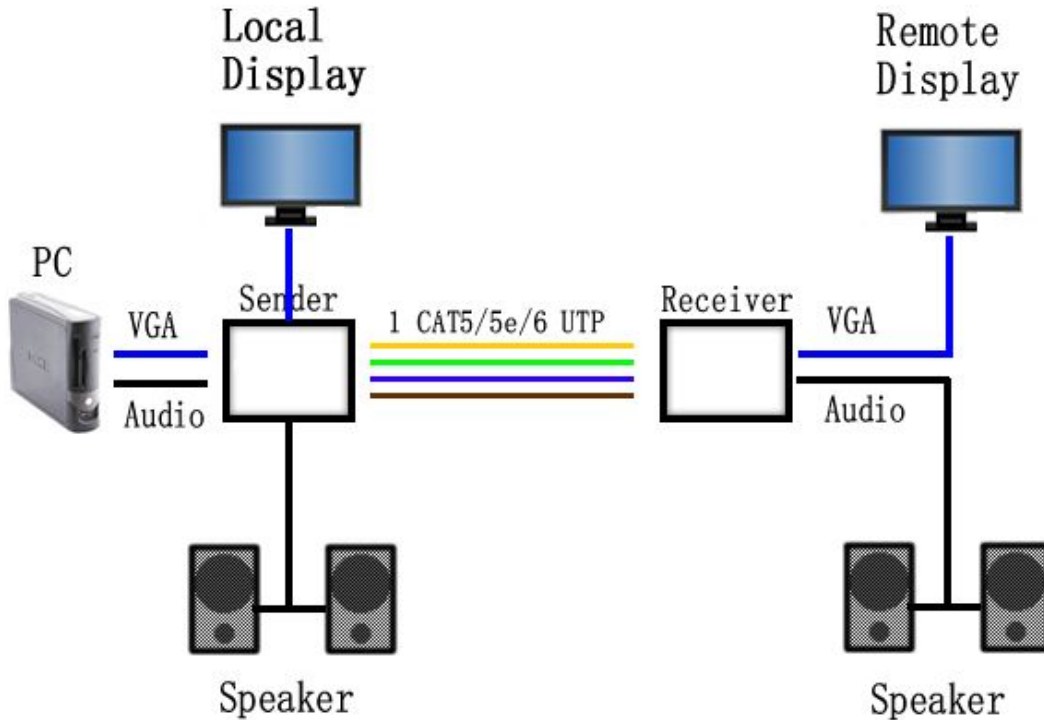 Local
Display
Remote
Display
PC
Sender
Receiver
VGA
1 CAT5/5e/6 UTP
VGA
Audio
Audio
Speaker
Speaker